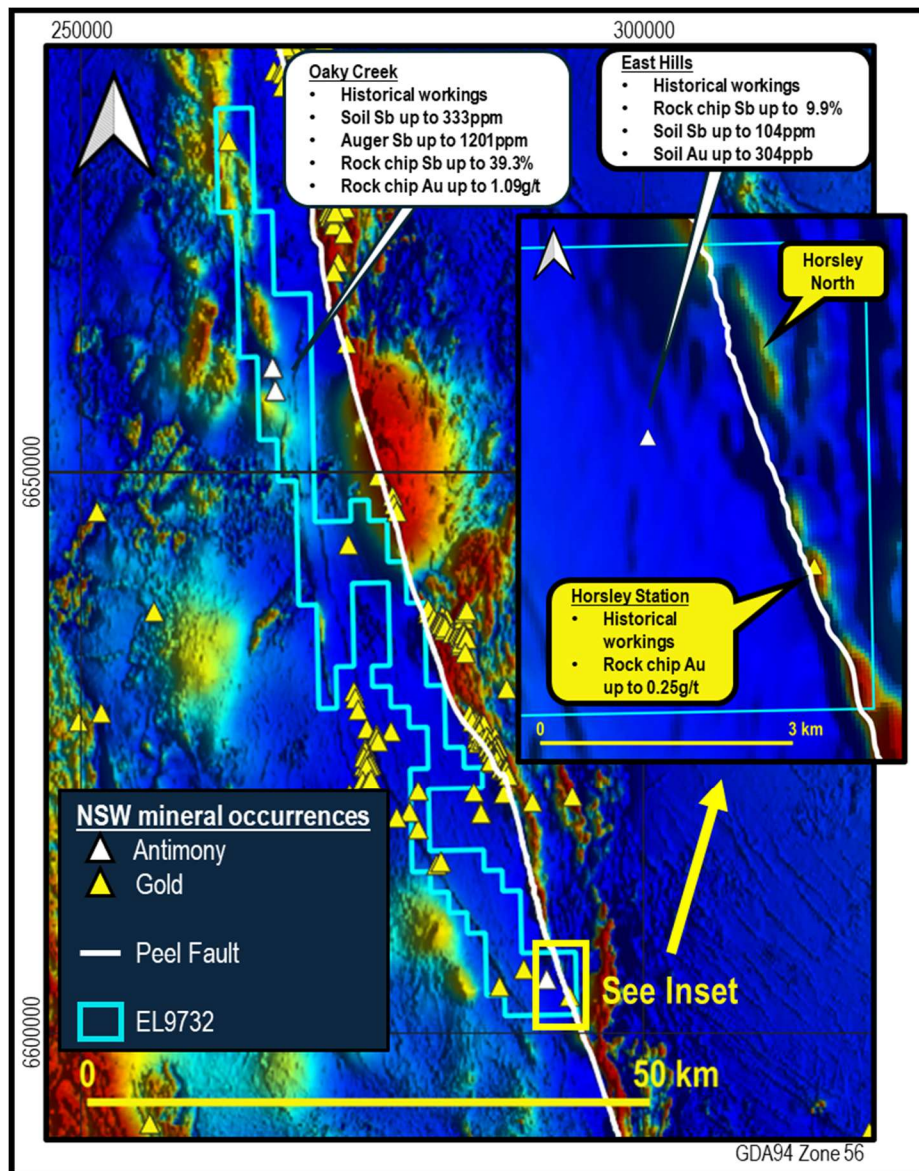 250000
300000
Oaky Creek
• Historical workings
• Soil Sb up to 333ppm
• Auger Sb up to 1201ppm
• Rock chip Sb up to 39.3%
• Rock chip Au up to 1.09g/t
East Hills
• Historical workings
• Rock chip Sb up to 9.9%
• Soil Sb up to 104ppm
• Soil Au up to 304ppb
Horsley
North
6650000
Horsley Station
• Historical
workings
• Rock chip Au
up to 0.25g/t
0
3 km
NSW mineral occurrences
Antimony
Gold
Peel Fault
EL9732
See Inset
6600000
0
50 km
GDA94 Zone 56